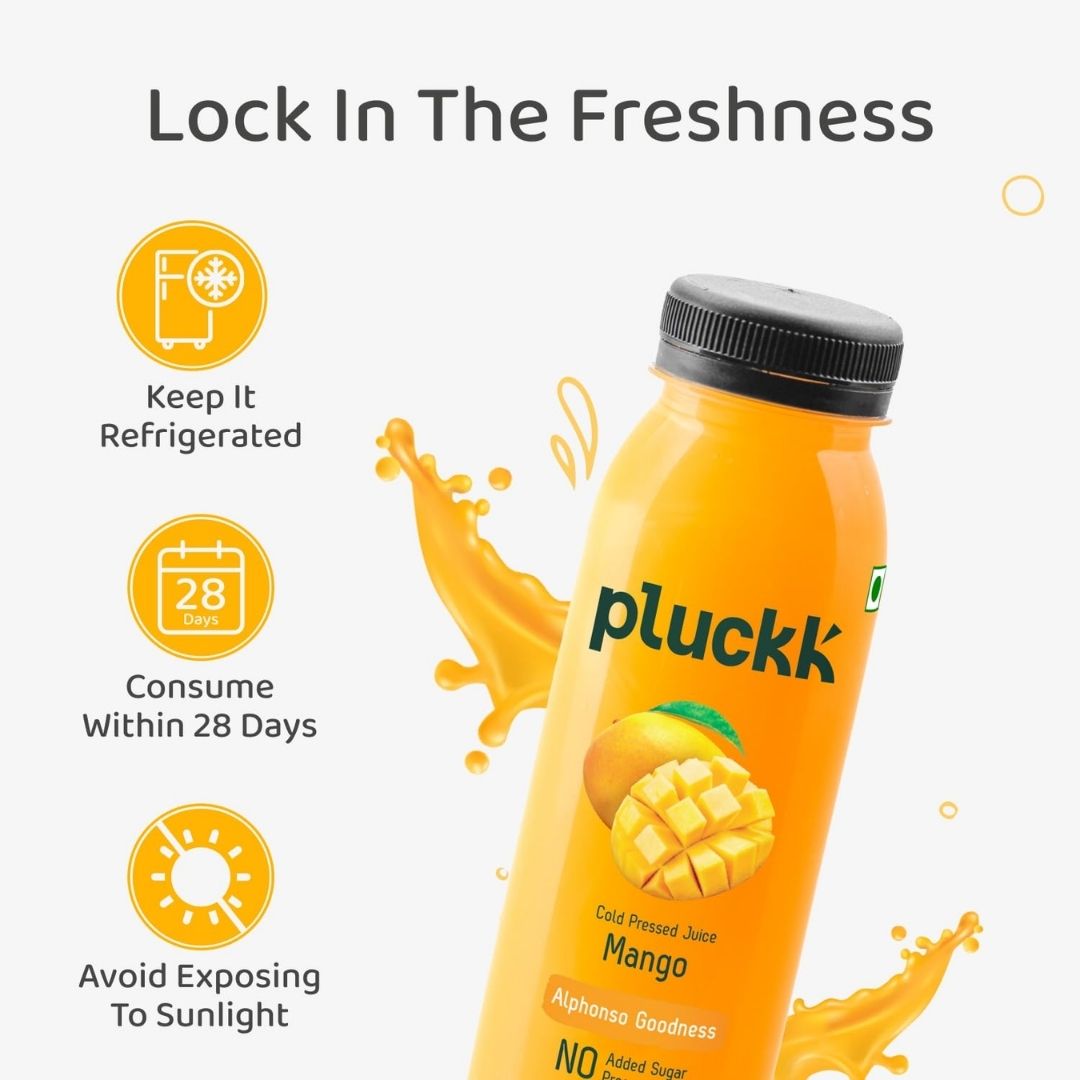 Lock In The Freshness
Keep It
Refrigerated
28
Days
Consume
Within 28 Days
Avoid Exposing
To Sunlight
pluckk
Cold Pressed Juice
Mango
Alphonso Goodness
NO
Added Sugar